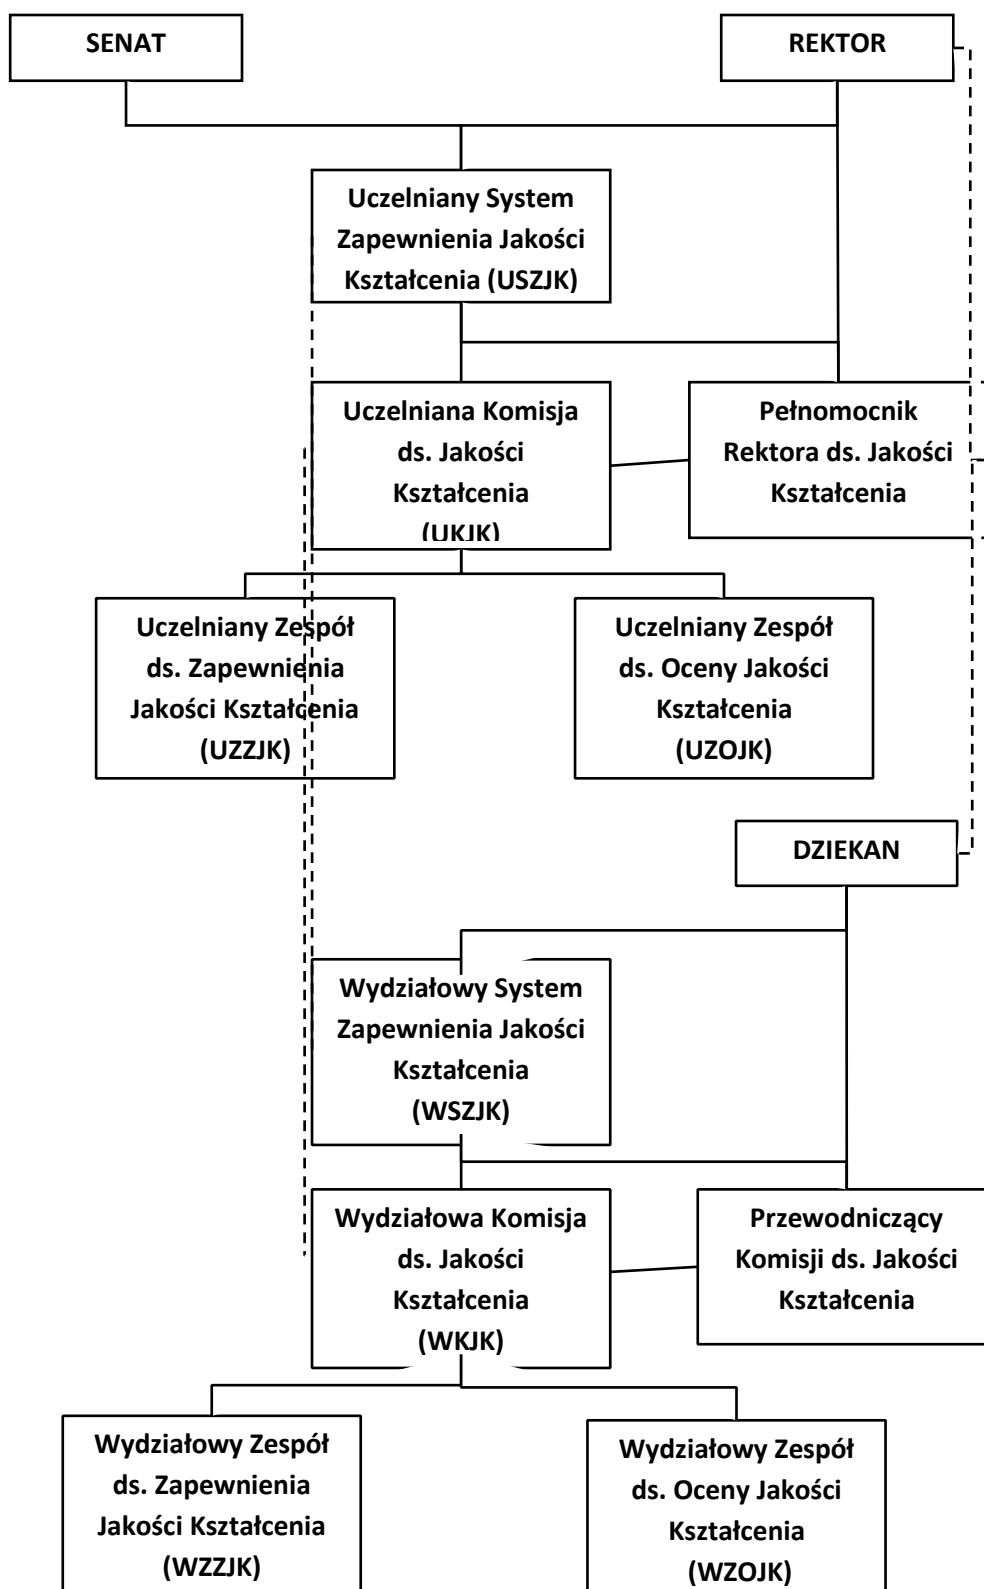 SENAT
REKTOR
Uczelniany System
Zapewnienia Jakości
Kształcenia (USZJK)
Uczelniana Komisja
ds. Jakości
Kształcenia
(UKJK)
Pełnomocnik
Rektora ds. Jakości
Kształcenia
Uczelniany Zespół
ds. Zapewnienia
Jakości Kształcenia
(UZZJK)
Uczelniany Zespół
ds. Oceny Jakości
Kształcenia
(UZOJK)
DZIEKAN
Wydziałowy System
Zapewnienia Jakości
Kształcenia
(WSZJK)
Wydziałowa Komisja
ds. Jakości
Kształcenia
(WKJK)
Przewodniczący
Komisji ds. Jakości
Kształcenia
Wydziałowy Zespół
ds. Zapewnienia
Jakości Kształcenia
(WZZJK)
Wydziałowy Zespół
ds. Oceny Jakości
Kształcenia
(WZOJK)